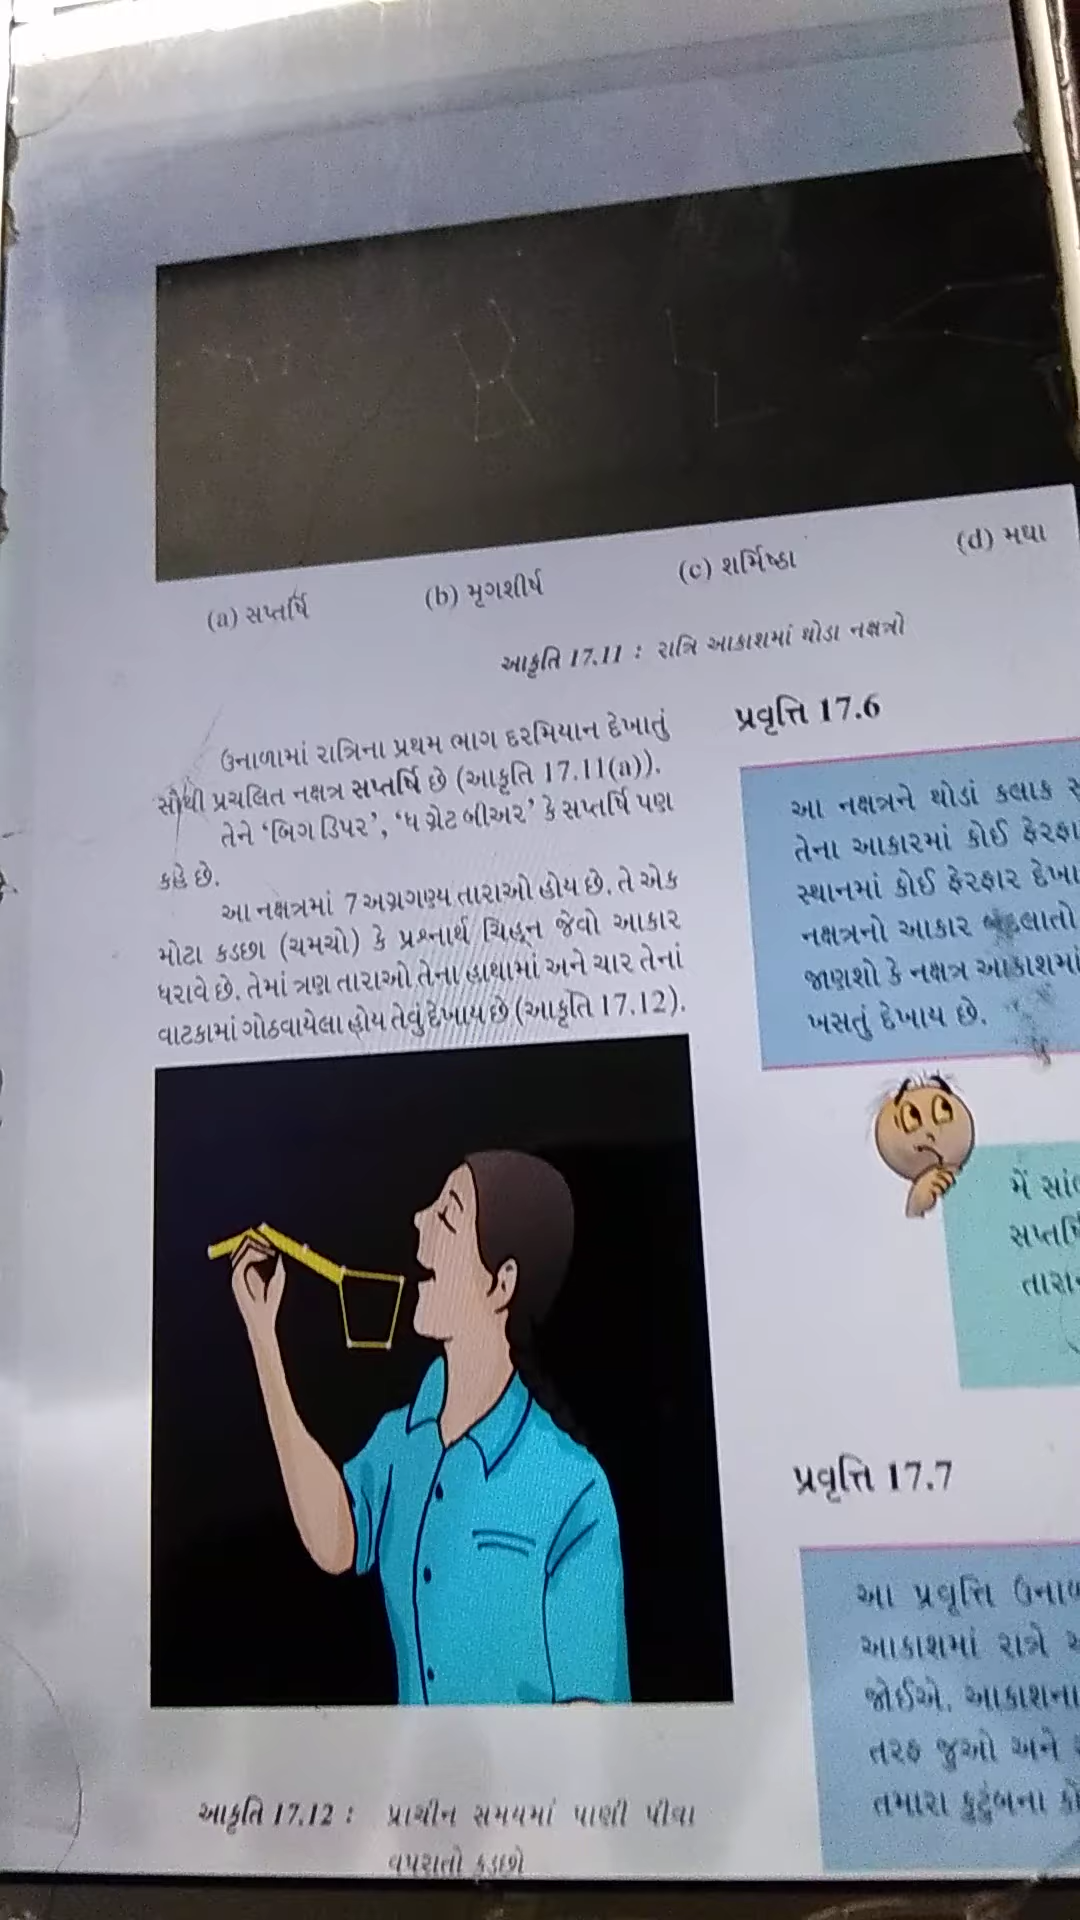 (a) સપ્તર્ષિ
(b) મૃગશીર્ષ
(c) શર્મિષ્ઠા
(d) મઘા
આકૃતિ 17.11 : રાત્રિ આકાશમાં થોડા નક્ષત્રો
ઉનાળામાં રાત્રિના પ્રથમ ભાગ દરમિયાન દેખાતું
સૌથી પ્રચલિત નક્ષત્ર સપ્તર્ષિ છે (આકૃતિ 17.11(a)).
તેને ‘બિગ ડિપર’, ‘ધ ગ્રેટ બીઅર’ કે સપ્તર્ષિ પણ
કહે છે.
આ નક્ષત્રમાં 7 અગ્રગણ્ય તારાઓ હોય છે. તે એક
મોટા કડછા (ચમચો) કે પ્રશ્નાર્થ ચિહ્ન જેવો આકાર
ધરાવે છે. તેમાં ત્રણ તારાઓ તેના હાથામાં અને ચાર તેનાં
વાટકામાં ગોઠવાયેલા હોય તેવું દેખાય છે (આકૃતિ 17.12).
આકૃતિ 17.12 : પ્રાચીન સમયમાં પાણી પીવા
વપરાતો કડછો
પ્રવૃત્તિ 17.6
આ નક્ષત્રને થોડાં કલાક
તેના આકારમાં કોઈ ફેરફા
સ્થાનમાં કોઈ ફેરફાર દેખા
નક્ષત્રનો આકાર બદલાતો
જાણશો કે નક્ષત્ર આકાશમાં
ખસતું દેખાય છે.
મેં સાં
સપ્તર્ષિ
તારા
પ્રવૃત્તિ 17.7
આ પ્રવૃત્તિ ઉના
આકાશમાં રાત્રે
જોઈએ. આકાશના
તરફ જુઓ અને
તમારા કુટુંબના કો